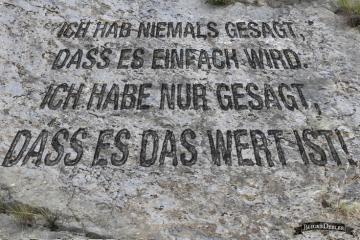 ICH HAB NIEMALS GESAGT,
DASS ES EINFACH WIRD.
ICH HABE NUR GESAGT,
DASS ES DAS WERT IST!